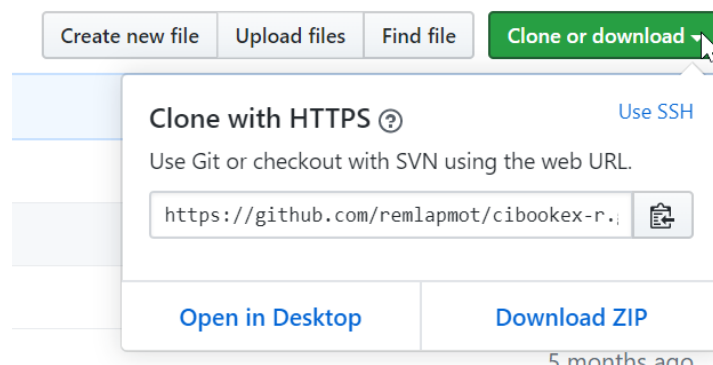 Create new file Upload files Find file Clone or download
Clone with HTTPS ?
Use SSH
Use Git or checkout with SVN using the web URL.
https://github.com/remlapmot/cibookex-r.
Open in Desktop Download ZIP
5 months ago